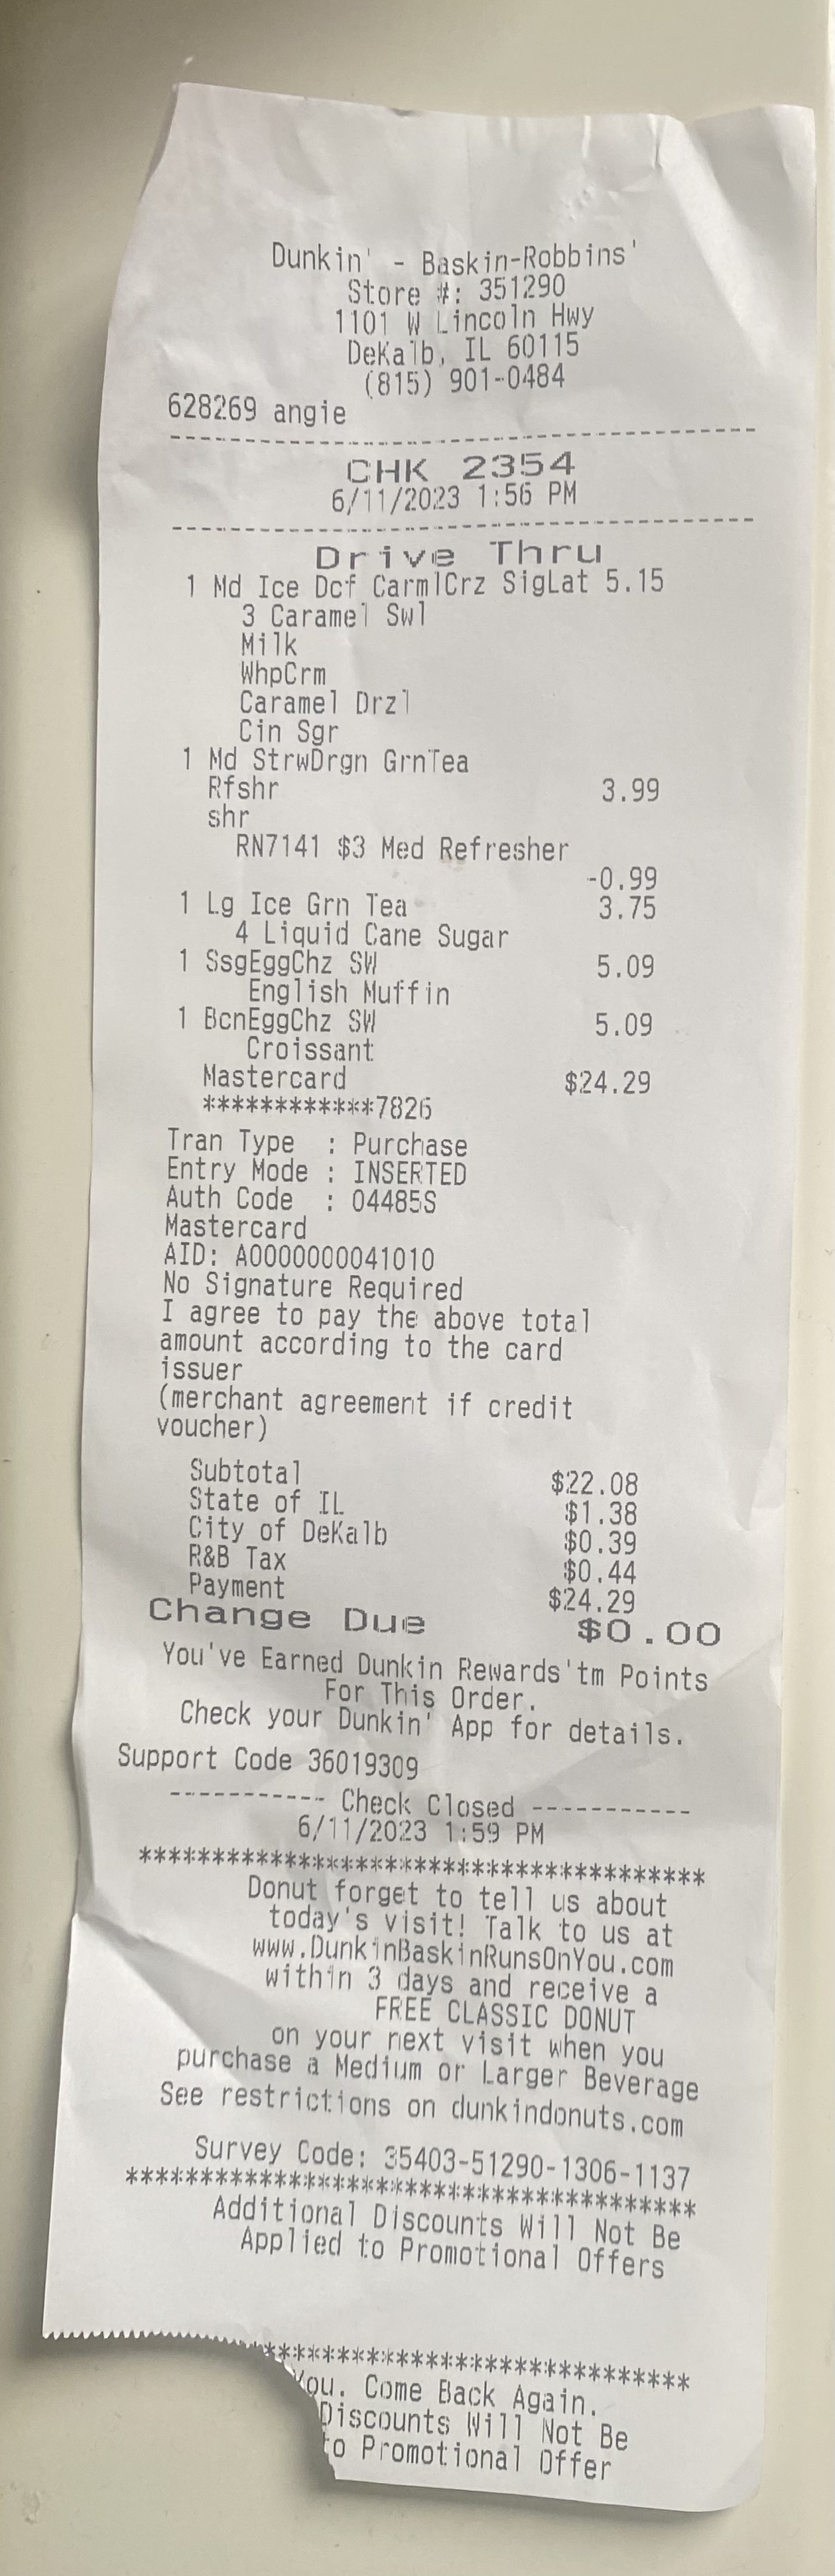 Dunkin' - Baskin-Robbins'
Store #: 351290
1101 W Lincoln Hwy
DeKalb, IL 60115
(815) 901-0484
628269 angie
--------------------------------------
CHK 2354
6/11/2023 1:56 PM
--------------------------------------
Drive Thru
1 Md Ice Dcf CarmlCrz SigLat 5.15
3 Caramel Swl
Milk
WhpCrm
Caramel Drzl
Cin Sgr
1 Md StrwDrgn GrnTea
Rfshr 3.99
shr
RN7141 $3 Med Refresher
-0.99
1 Lg Ice Grn Tea 3.75
4 Liquid Cane Sugar
1 SsgEggChz SW 5.09
English Muffin
1 BcnEggChz SW 5.09
Croissant
Mastercard $24.29
************7826
Tran Type : Purchase
Entry Mode : INSERTED
Auth Code : 04485S
Mastercard
AID: A0000000041010
No Signature Required
I agree to pay the above total
amount according to the card
issuer
(merchant agreement if credit
voucher)
Subtotal $22.08
State of IL $1.38
City of DeKalb $0.39
R&B Tax $0.44
Payment $24.29
Change Due $0.00
You've Earned Dunkin Rewards'tm Points
For This Order.
Check your Dunkin' App for details.
Support Code 36019309
----------- Check Closed -----------
6/11/2023 1:59 PM
****************************************
Donut forget to tell us about
today's visit! Talk to us at
www.DunkinBaskinRunsOnYou.com
within 3 days and receive a
FREE CLASSIC DONUT
on your next visit when you
purchase a Medium or Larger Beverage
See restrictions on dunkindonuts.com
Survey Code: 35403-51290-1306-1137
****************************************
Additional Discounts Will Not Be
Applied to Promotional Offers
******************************
You. Come Back Again.
Discounts Will Not Be
to Promotional Offer